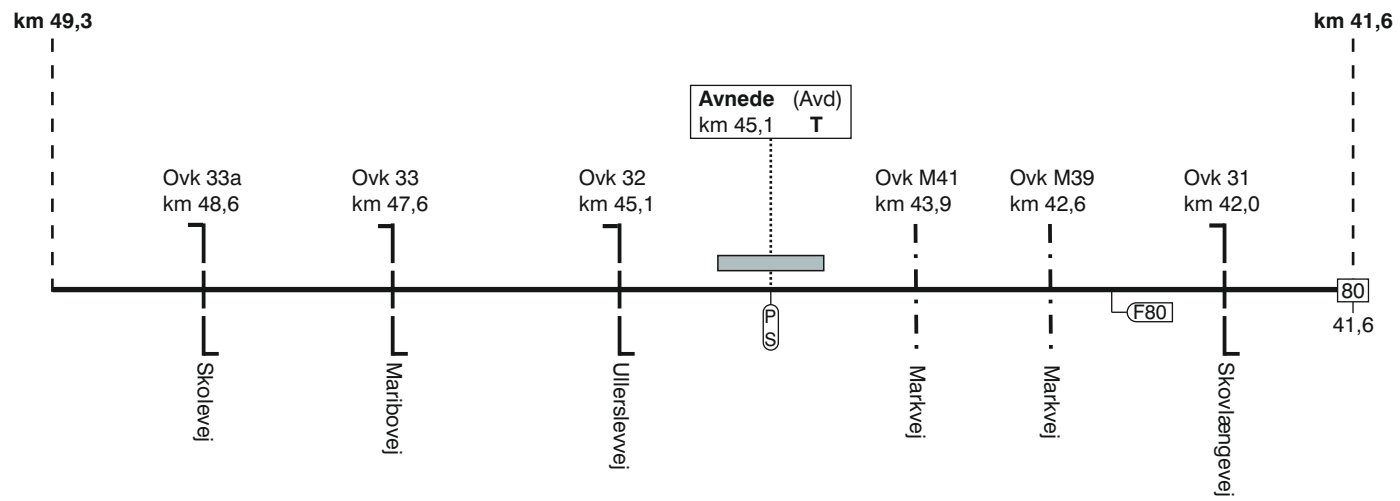 km 49,3
km 41,6
Avnede (Avd)
km 45,1 T
Ovk 33a
km 48,6
Ovk 33
km 47,6
Ovk 32
km 45,1
Ovk M41
km 43,9
Ovk M39
km 42,6
Ovk 31
km 42,0
80
41,6
P
S
F80
Skolevej
Maribovej
Ullerslevvej
Markvej
Markvej
Skovlængevej